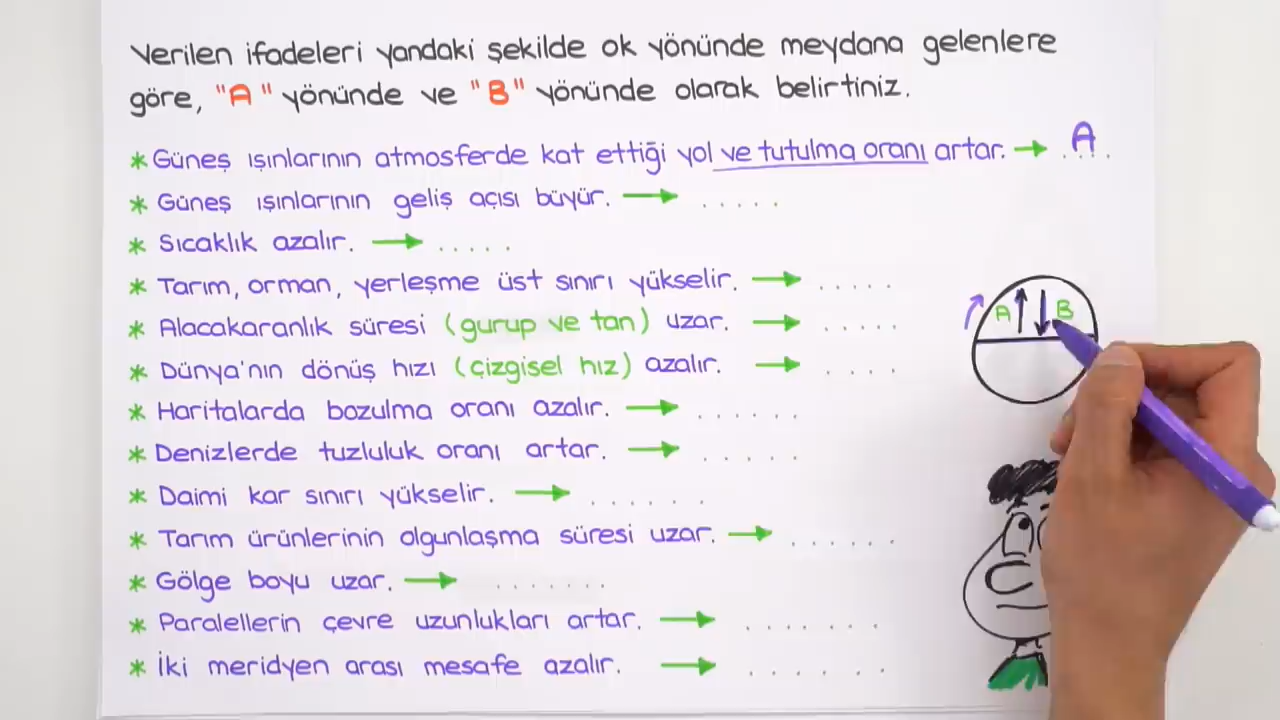 Verilen ifadeleri yandaki şekilde ok yönünde meydana gelenlere
göre, "A" yönünde ve "B" yönünde olarak belirtiniz.
* Güneş ışınlarının atmosferde kat ettiği yol ve tutulma oranı artar. → A
* Güneş ışınlarının geliş açısı büyür. → .....
* Sıcaklık azalır. → .....
* Tarım, orman, yerleşme üst sınırı yükselir. → .....
* Alacakaranlık süresi (gurup ve tan) uzar. → .....
* Dünya'nın dönüş hızı (çizgisel hız) azalır. → ....
* Haritalarda bozulma oranı azalır. → ......
* Denizlerde tuzluluk oranı artar. → .....
* Daimi kar sınırı yükselir. → ......
* Tarım ürünlerinin olgunlaşma süresi uzar. → ......
* Gölge boyu uzar. → .......
* Paralellerin çevre uzunlukları artar. → .......
* İki meridyen arası mesafe azalır. → .......
A B